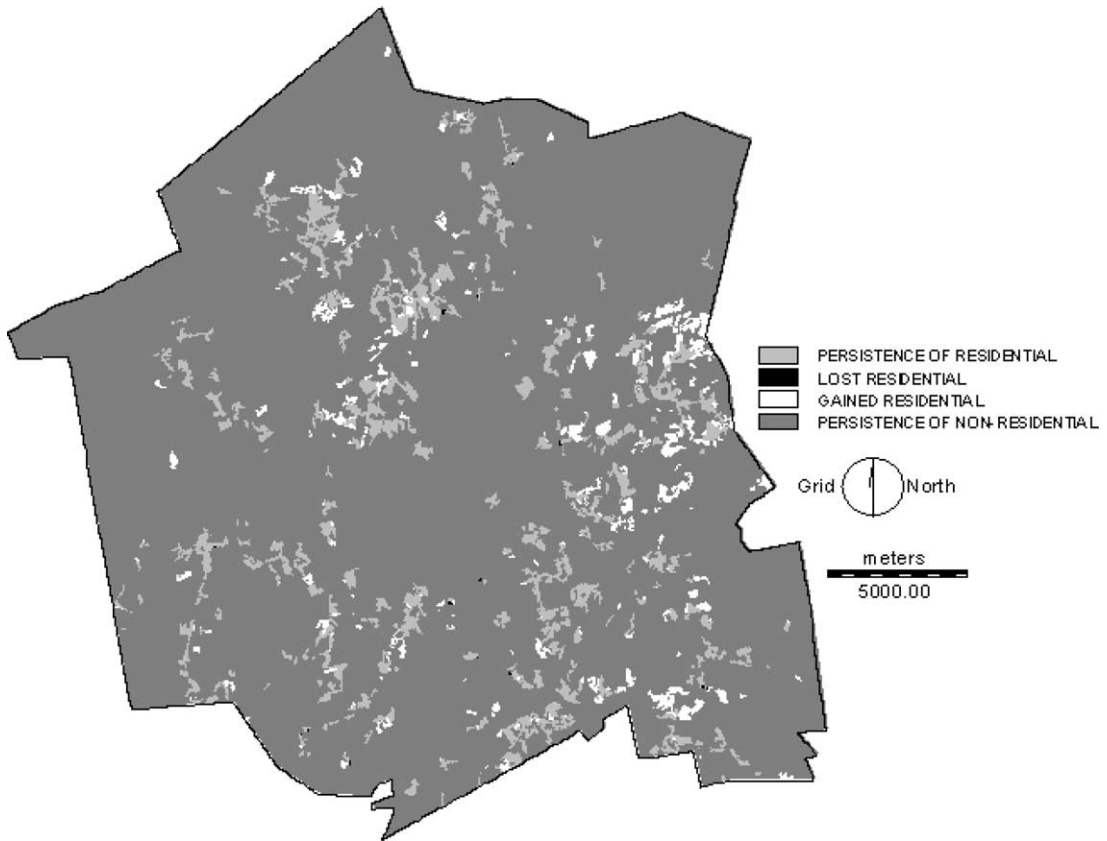 PERSISTENCE OF RESIDENTIAL
LOST RESIDENTIAL
GAINED RESIDENTIAL
PERSISTENCE OF NON-RESIDENTIAL
Grid North
meters
5000.00